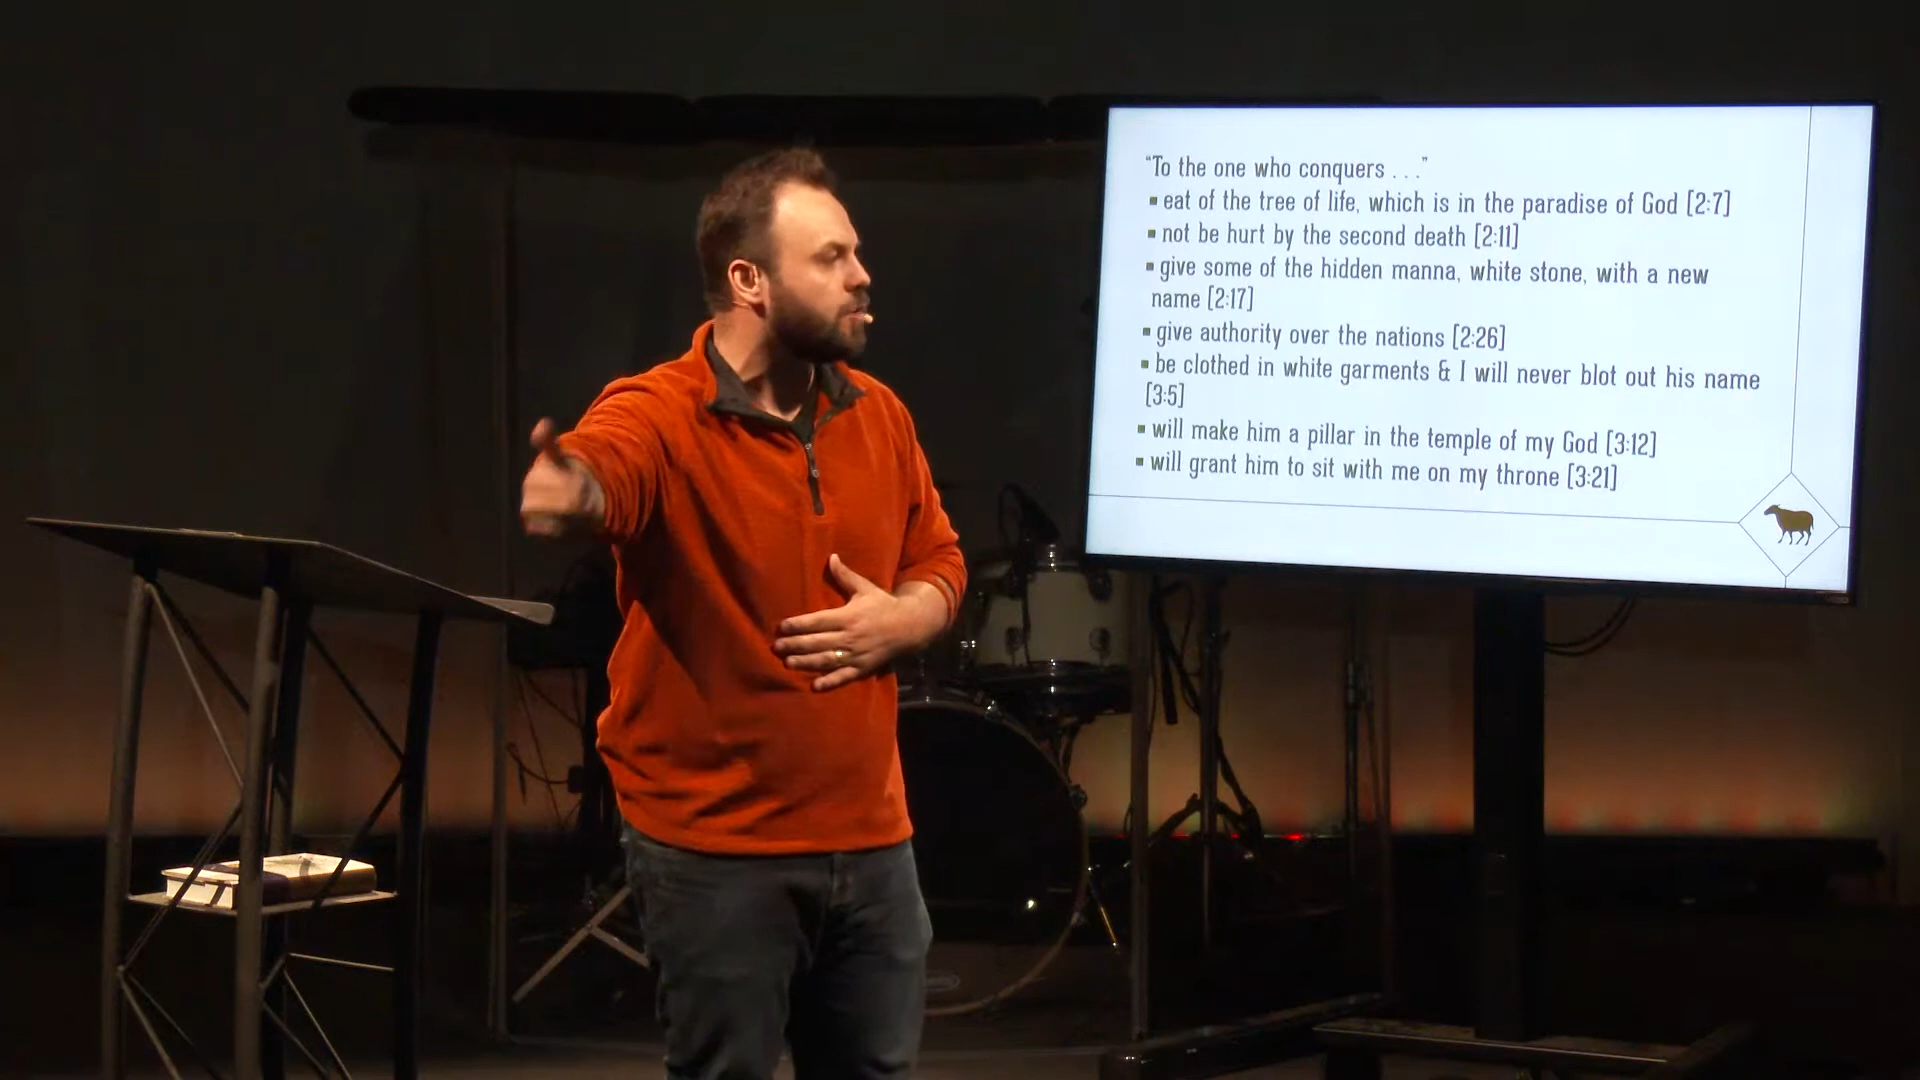 “To the one who conquers . . .”
▪ eat of the tree of life, which is in the paradise of God [2:7]
▪ not be hurt by the second death [2:11]
▪ give some of the hidden manna, white stone, with a new
name [2:17]
▪ give authority over the nations [2:26]
▪ be clothed in white garments & I will never blot out his name
[3:5]
▪ will make him a pillar in the temple of my God [3:12]
▪ will grant him to sit with me on my throne [3:21]